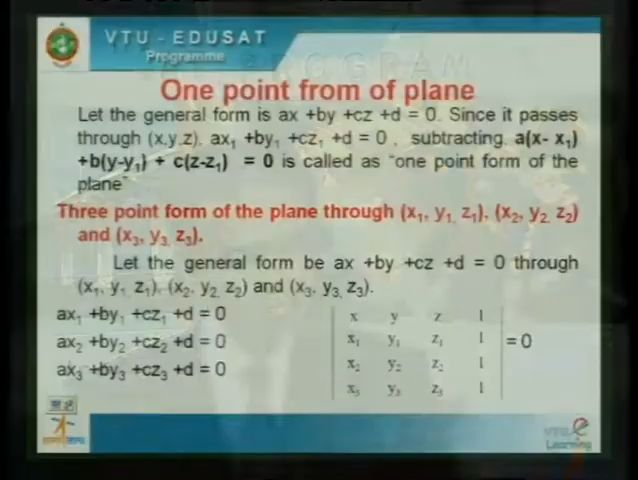 VTU - EDUSAT
Programme
One point from of plane
Let the general form is ax +by +cz +d = 0. Since it passes
through (x,y,z), ax₁ +by₁ +cz₁ +d = 0 , subtracting, a(x- x₁)
+b(y-y₁) + c(z-z₁) = 0 is called as "one point form of the
plane"
Three point form of the plane through (x₁, y₁, z₁), (x₂, y₂, z₂)
and (x₃, y₃, z₃).
Let the general form be ax +by +cz +d = 0 through
(x₁, y₁, z₁), (x₂, y₂, z₂) and (x₃, y₃, z₃).
ax₁ +by₁ +cz₁ +d = 0
ax₂ +by₂ +cz₂ +d = 0
ax₃ +by₃ +cz₃ +d = 0
x y z 1
x₁ y₁ z₁ 1 = 0
x₂ y₂ z₂ 1
x₃ y₃ z₃ 1
VTU e
Learning